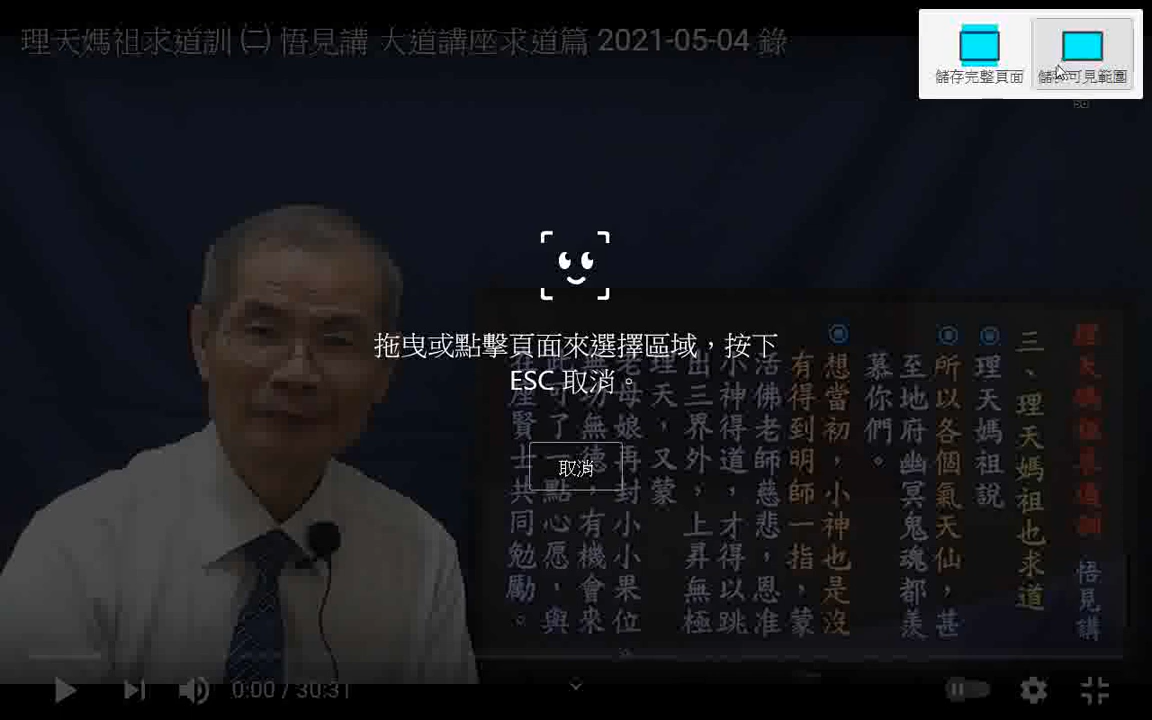 理天媽祖求道訓 ㈡ 悟見講 大道講座求道篇 2021-05-04 錄
儲存完整頁面
儲存可見範圍
拖曳或點擊頁面來選擇區域，按下
ESC 取消。
取消
理天媽祖求道訓 悟見講
三、理天媽祖也求道
理天媽祖說
所以各個氣天仙，甚
至地府幽冥鬼魂都羨
慕你們。
想當初，小神也是沒
有得到明師一指，蒙
活佛老師慈悲，恩准
小神得道，才得以跳
出三界外，上昇無極
理天，又蒙
老母娘再封小小果位
無功無德，有機會來
此了一點心愿，與
在座賢士共同勉勵。
0:00 / 30:31